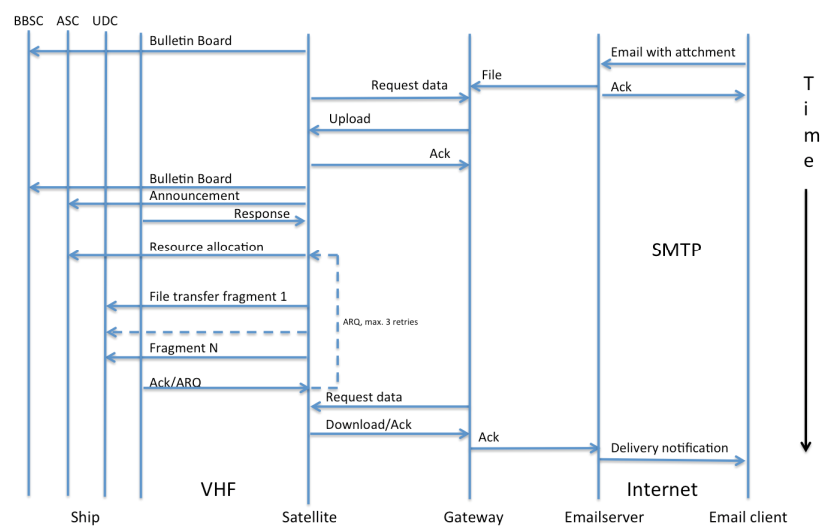 BBSC ASC UDC
Bulletin Board
Email with attchment
File
Request data
Ack
T
i
m
e
Upload
Ack
Bulletin Board
Announcement
Response
Resource allocation
SMTP
File transfer fragment 1
ARQ, max. 3 retries
Fragment N
Ack/ARQ
Request data
Download/Ack
Ack
Delivery notification
VHF
Internet
Ship
Satellite
Gateway
Emailserver
Email client